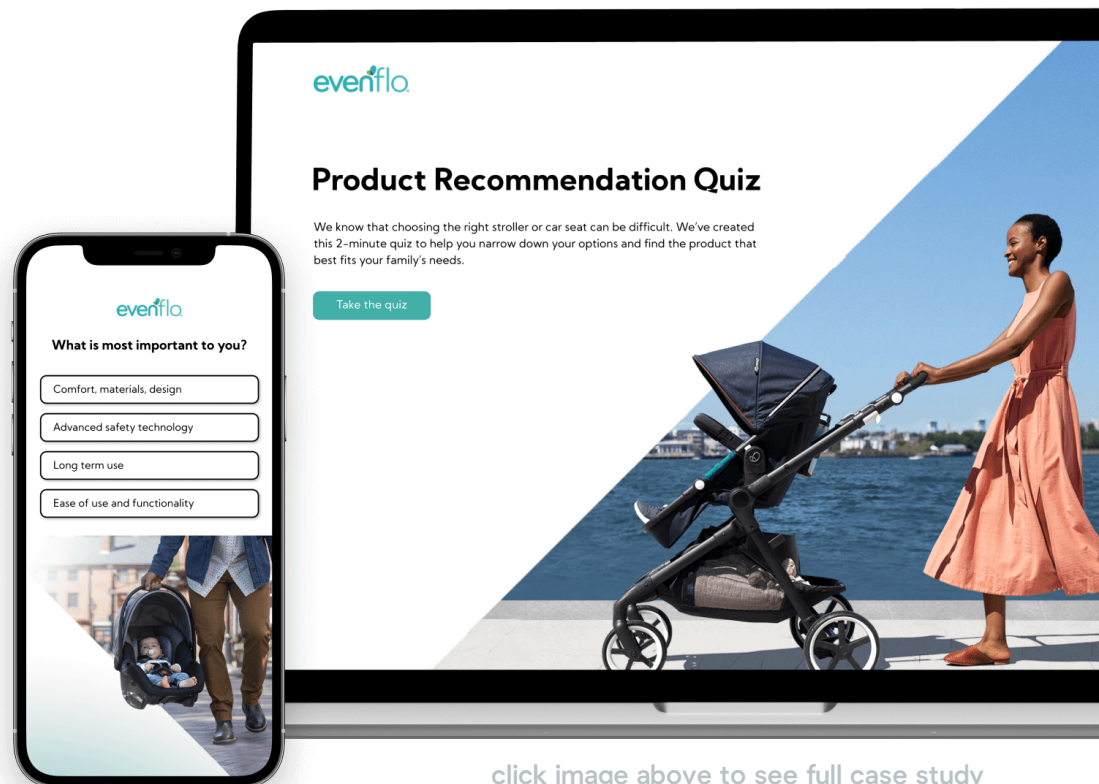 evenflo
Product Recommendation Quiz
We know that choosing the right stroller or car seat can be difficult. We've created
this 2-minute quiz to help you narrow down your options and find the product that
best fits your family's needs.
Take the quiz
evenflo
What is most important to you?
Comfort, materials, design
Advanced safety technology
Long term use
Ease of use and functionality
click image above to see full case study